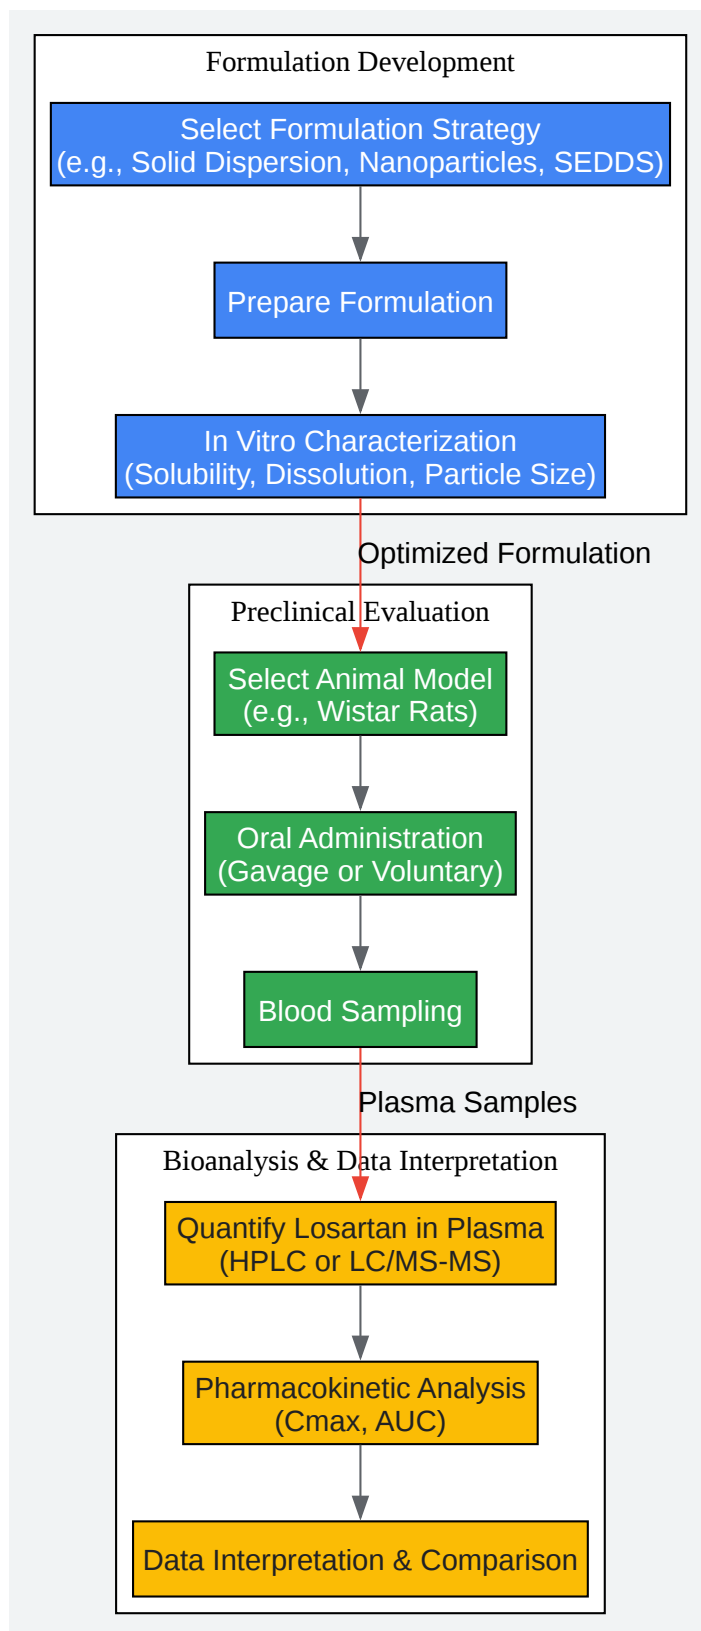 Formulation Development
Select Formulation Strategy
(e.g., Solid Dispersion, Nanoparticles, SEDDS)
Prepare Formulation
In Vitro Characterization
(Solubility, Dissolution, Particle Size)
Optimized Formulation
Preclinical Evaluation
Select Animal Model
(e.g., Wistar Rats)
Oral Administration
(Gavage or Voluntary)
Blood Sampling
Plasma Samples
Bioanalysis & Data Interpretation
Quantify Losartan in Plasma
(HPLC or LC/MS-MS)
Pharmacokinetic Analysis
(Cmax, AUC)
Data Interpretation & Comparison